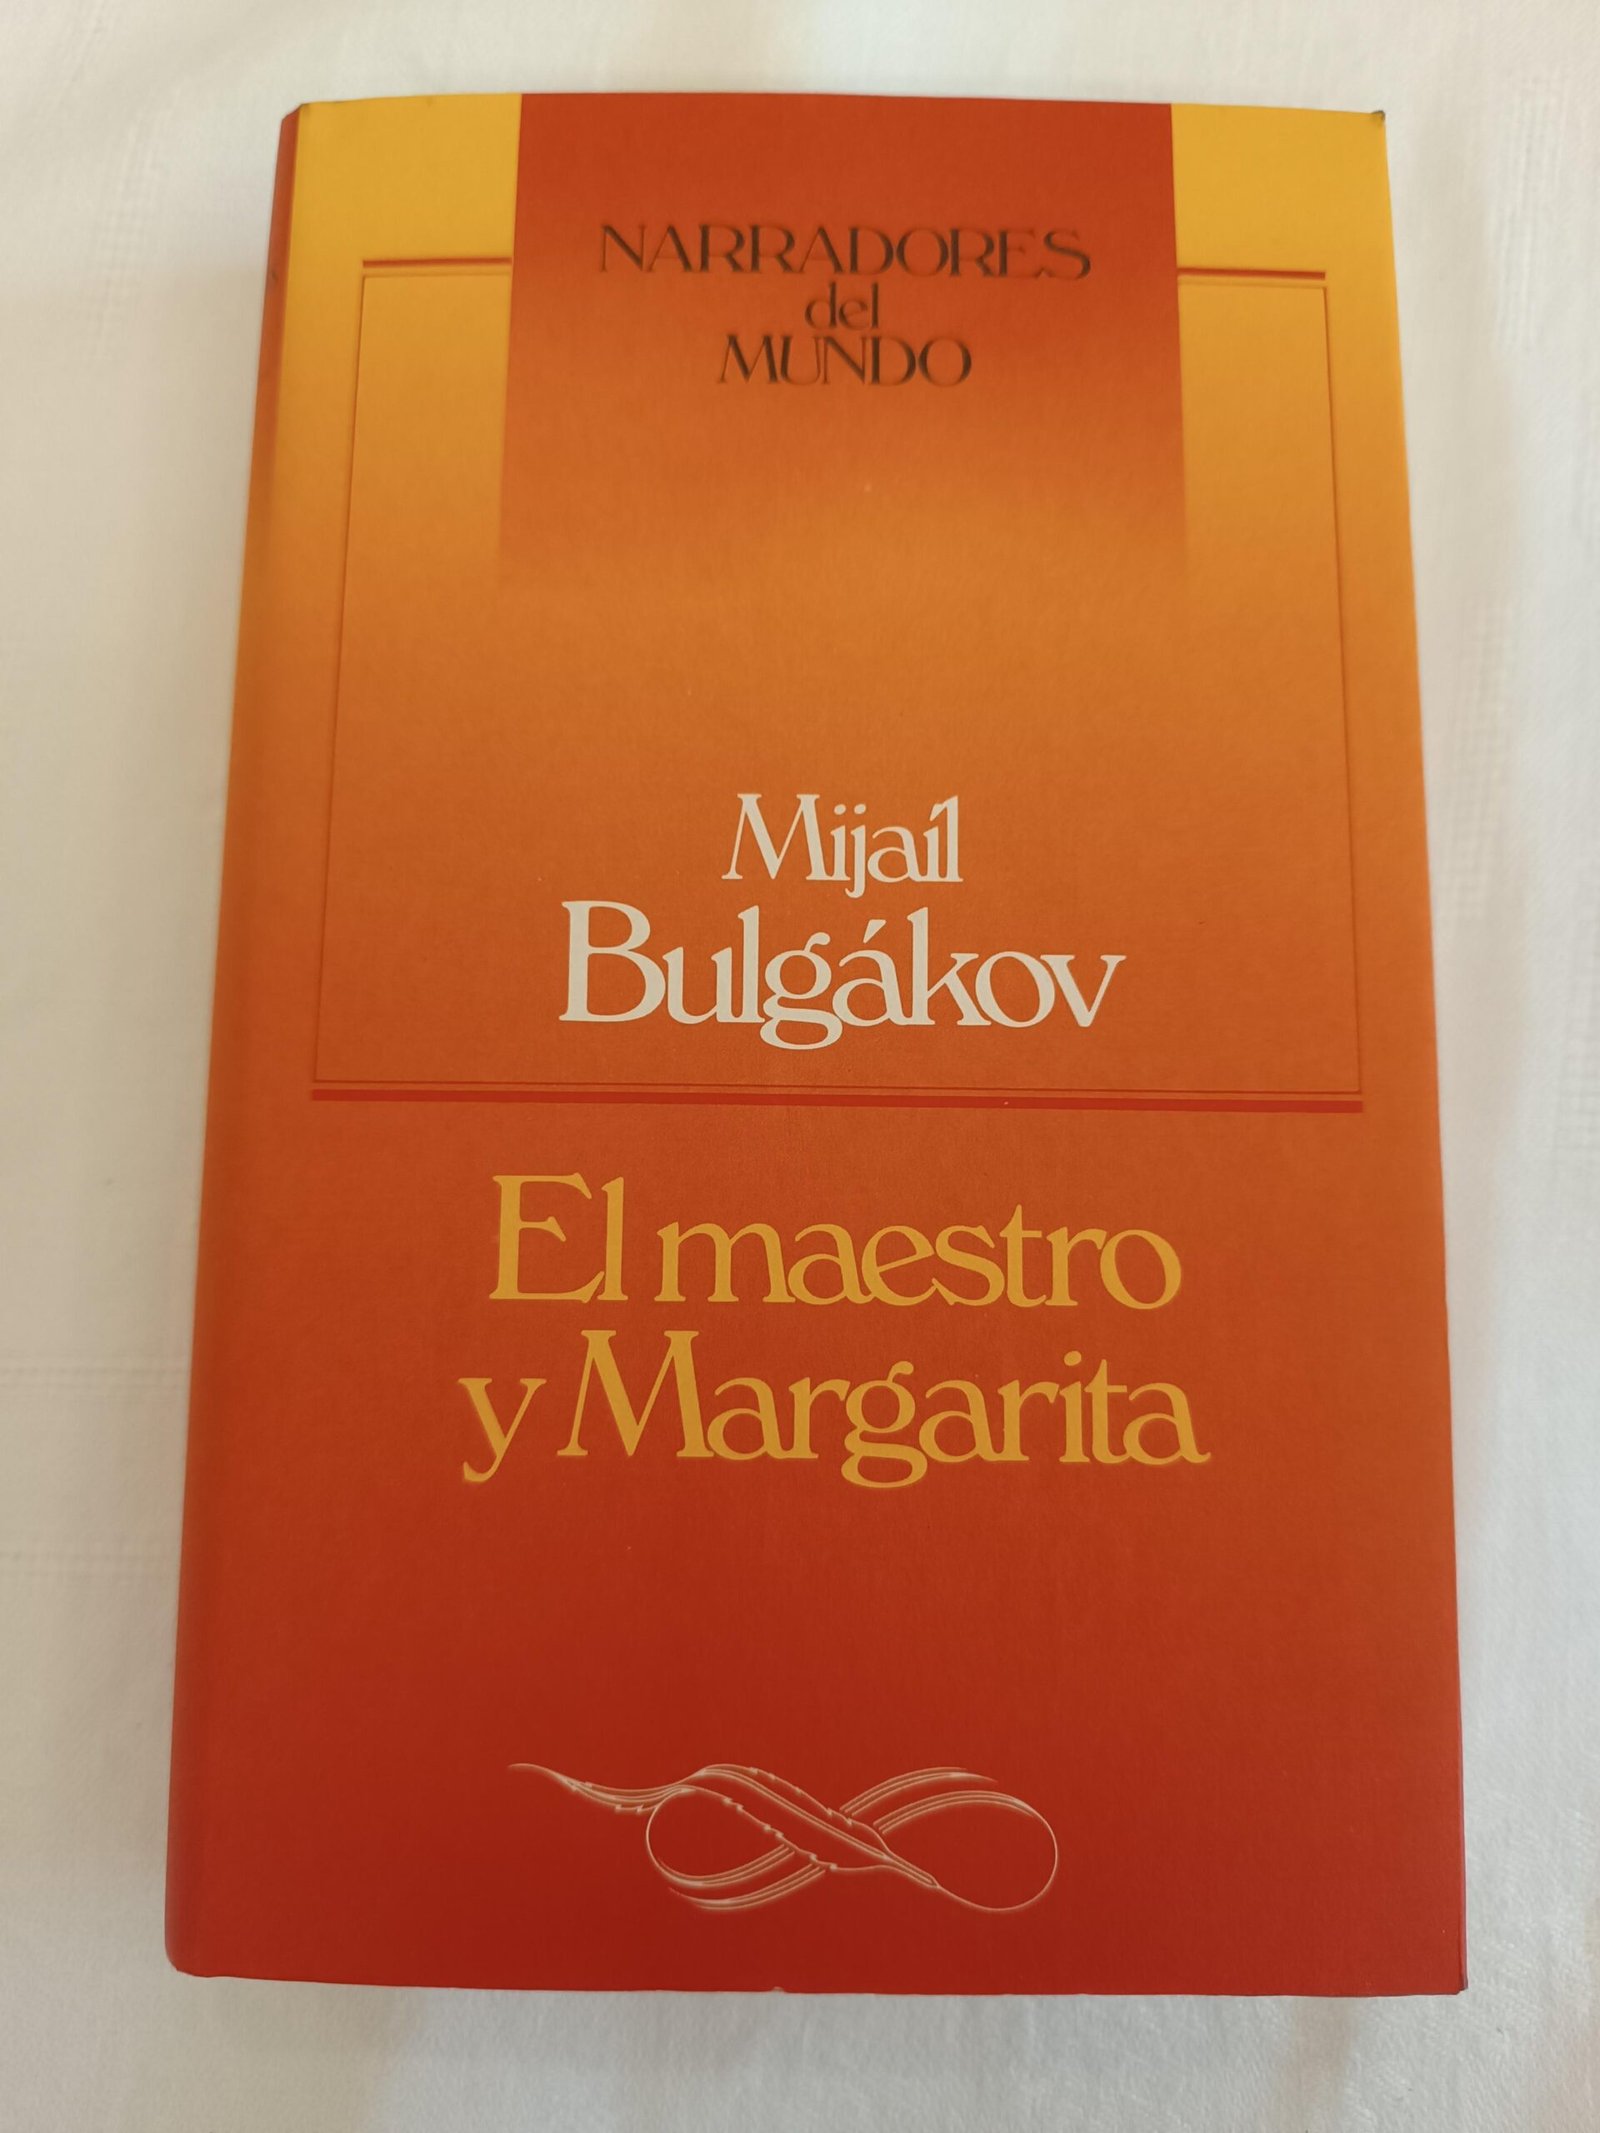 NARRADORES
del
MUNDO
Mijaíl
Bulgákov
El maestro
y Margarita